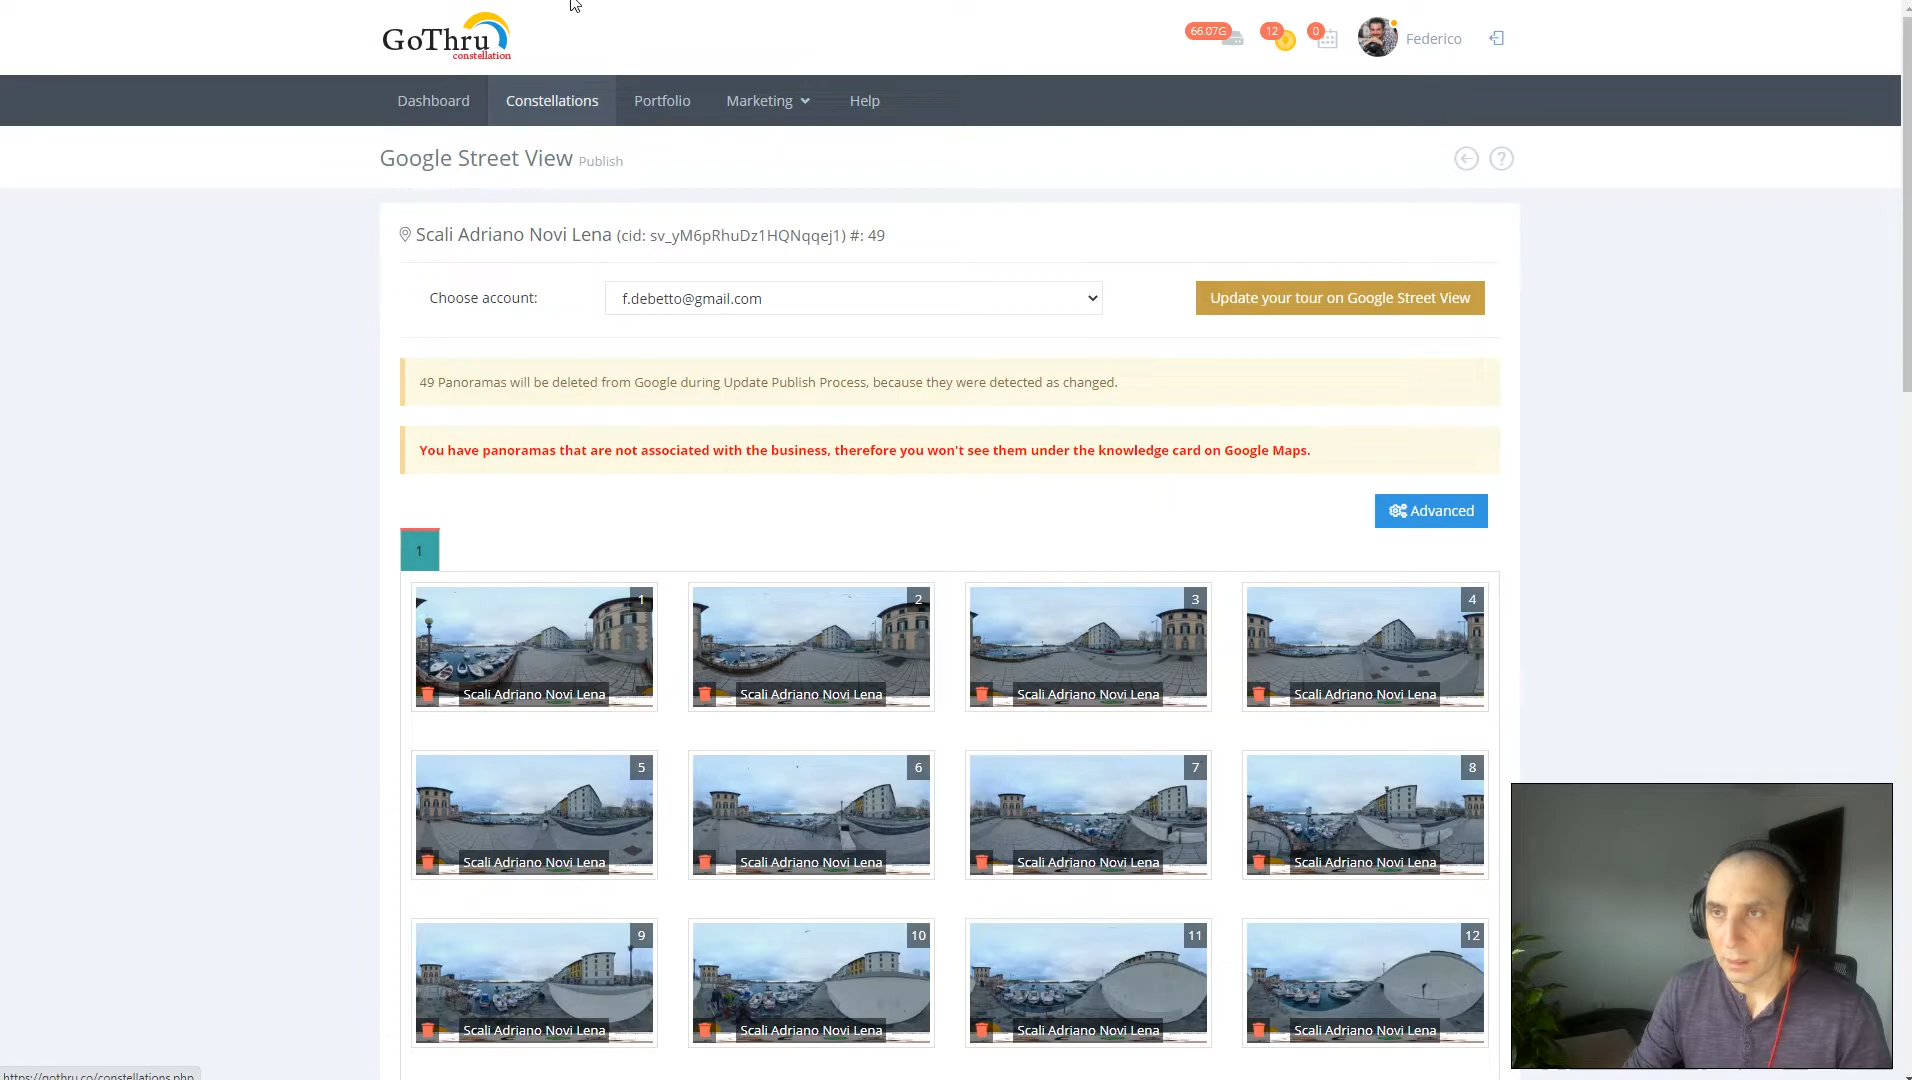 GoThru
constellation
66.07G
12
0
Federico
Dashboard
Constellations
Portfolio
Marketing
Help
Google Street View Publish
Scali Adriano Novi Lena (cid: sv_yM6pRhuDz1HQNqqej1) #: 49
Choose account:
f.debetto@gmail.com
Update your tour on Google Street View
49 Panoramas will be deleted from Google during Update Publish Process, because they were detected as changed.
You have panoramas that are not associated with the business, therefore you won't see them under the knowledge card on Google Maps.
Advanced
1
1
2
3
4
Scali Adriano Novi Lena
Scali Adriano Novi Lena
Scali Adriano Novi Lena
Scali Adriano Novi Lena
5
6
7
8
Scali Adriano Novi Lena
Scali Adriano Novi Lena
Scali Adriano Novi Lena
Scali Adriano Novi Lena
9
10
11
12
Scali Adriano Novi Lena
Scali Adriano Novi Lena
Scali Adriano Novi Lena
Scali Adriano Novi Lena
https://gothru.co/constellations.php